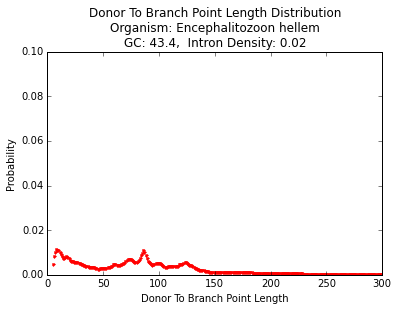 Donor To Branch Point Length Distribution
Organism: Encephalitozoon hellem
GC: 43.4,  Intron Density: 0.02
0.10
0.08
0.06
0.04
0.02
0.00
Probability
0 50 100 150 200 250 300
Donor To Branch Point Length